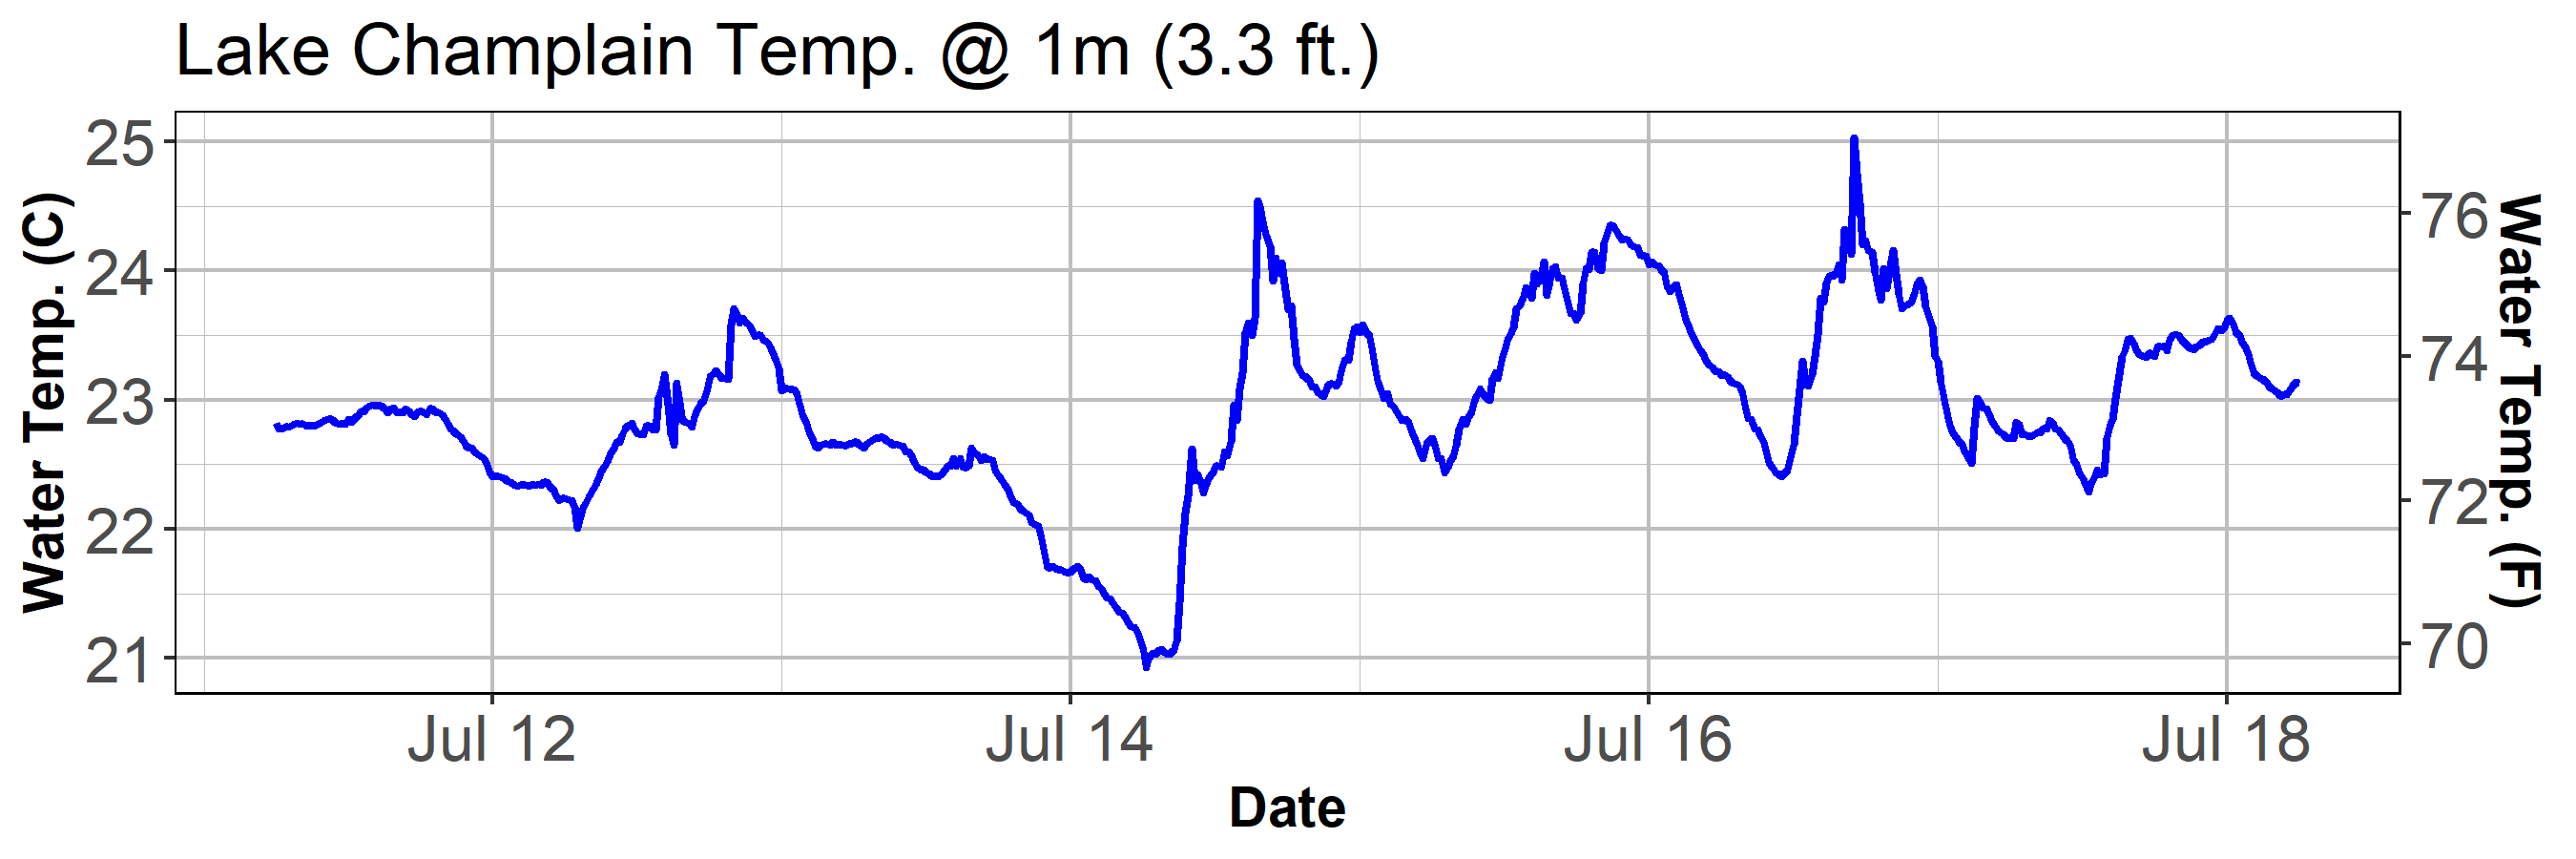 Lake Champlain Temp. @ 1m (3.3 ft.)
Water Temp. (C)
25
24
23
22
21
76
74
72
70
Water Temp. (F)
Jul 12 Jul 14 Jul 16 Jul 18
Date